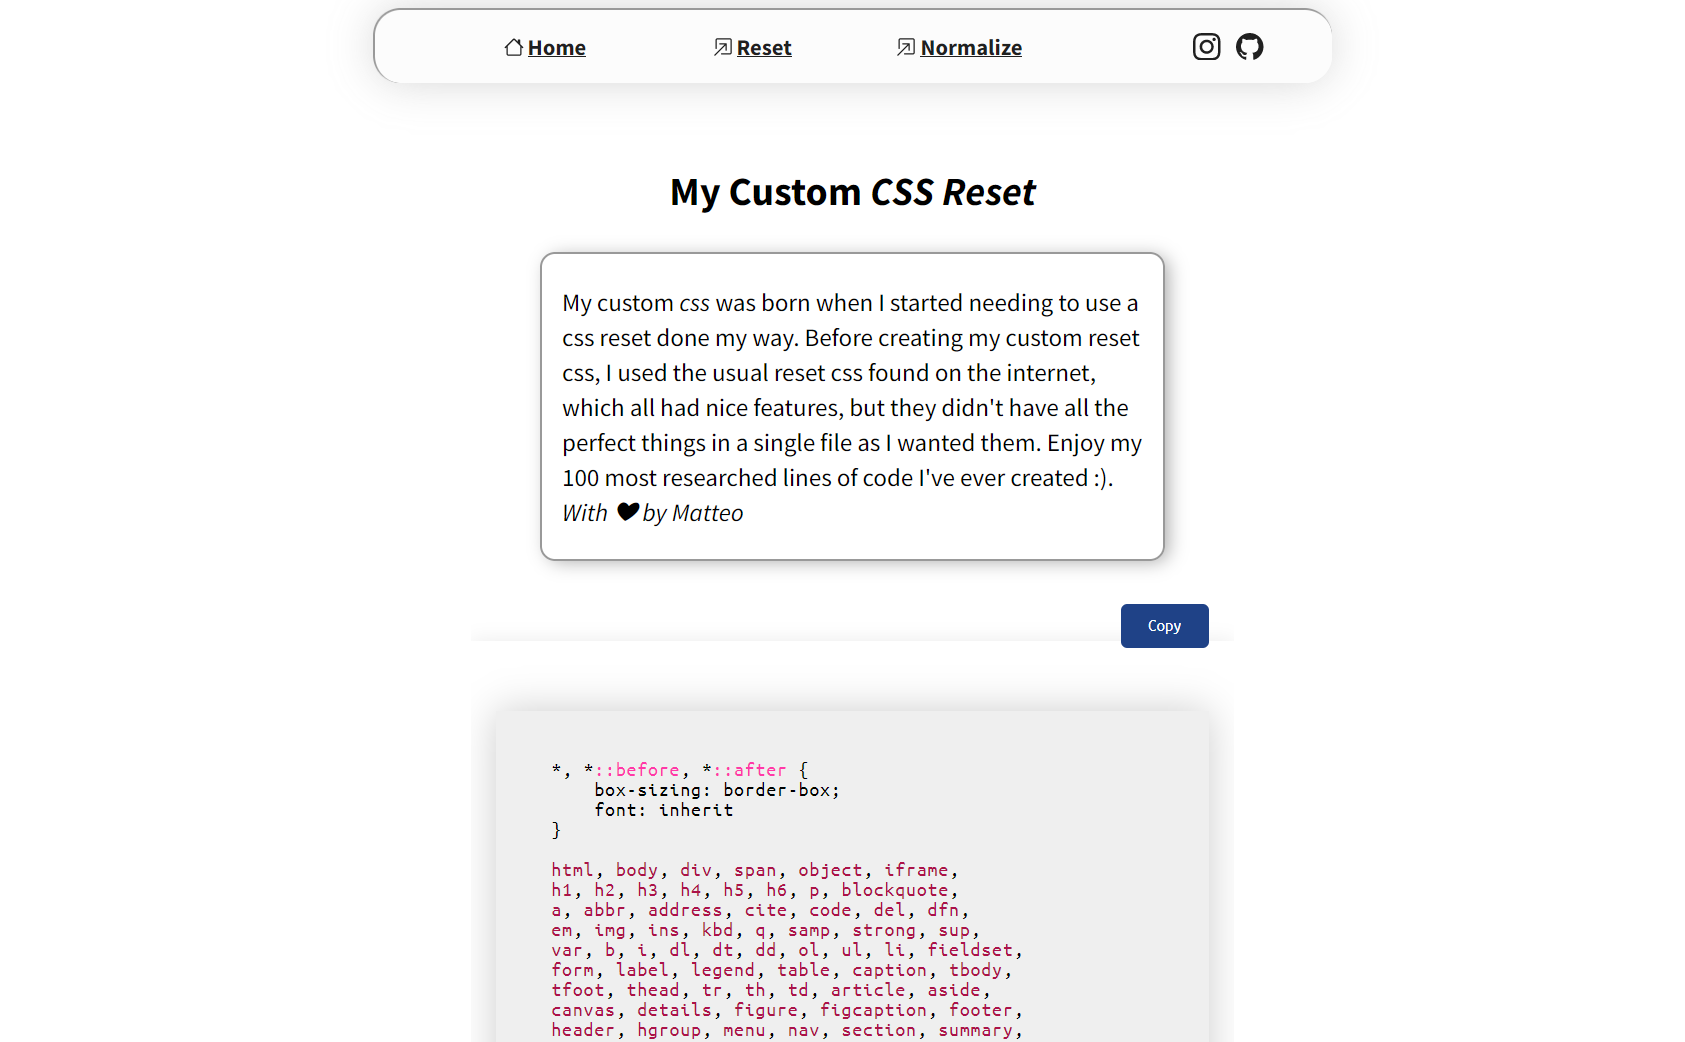 Home Reset Normalize
My Custom CSS Reset
My custom css was born when I started needing to use a
css reset done my way. Before creating my custom reset
css, I used the usual reset css found on the internet,
which all had nice features, but they didn't have all the
perfect things in a single file as I wanted them. Enjoy my
100 most researched lines of code I've ever created :).
With ♥ by Matteo
Copy
*, *::before, *::after {
    box-sizing: border-box;
    font: inherit
}
html, body, div, span, object, iframe,
h1, h2, h3, h4, h5, h6, p, blockquote,
a, abbr, address, cite, code, del, dfn,
em, img, ins, kbd, q, samp, strong, sup,
var, b, i, dl, dt, dd, ol, ul, li, fieldset,
form, label, legend, table, caption, tbody,
tfoot, thead, tr, th, td, article, aside,
canvas, details, figure, figcaption, footer,
header, hgroup, menu, nav, section, summary,